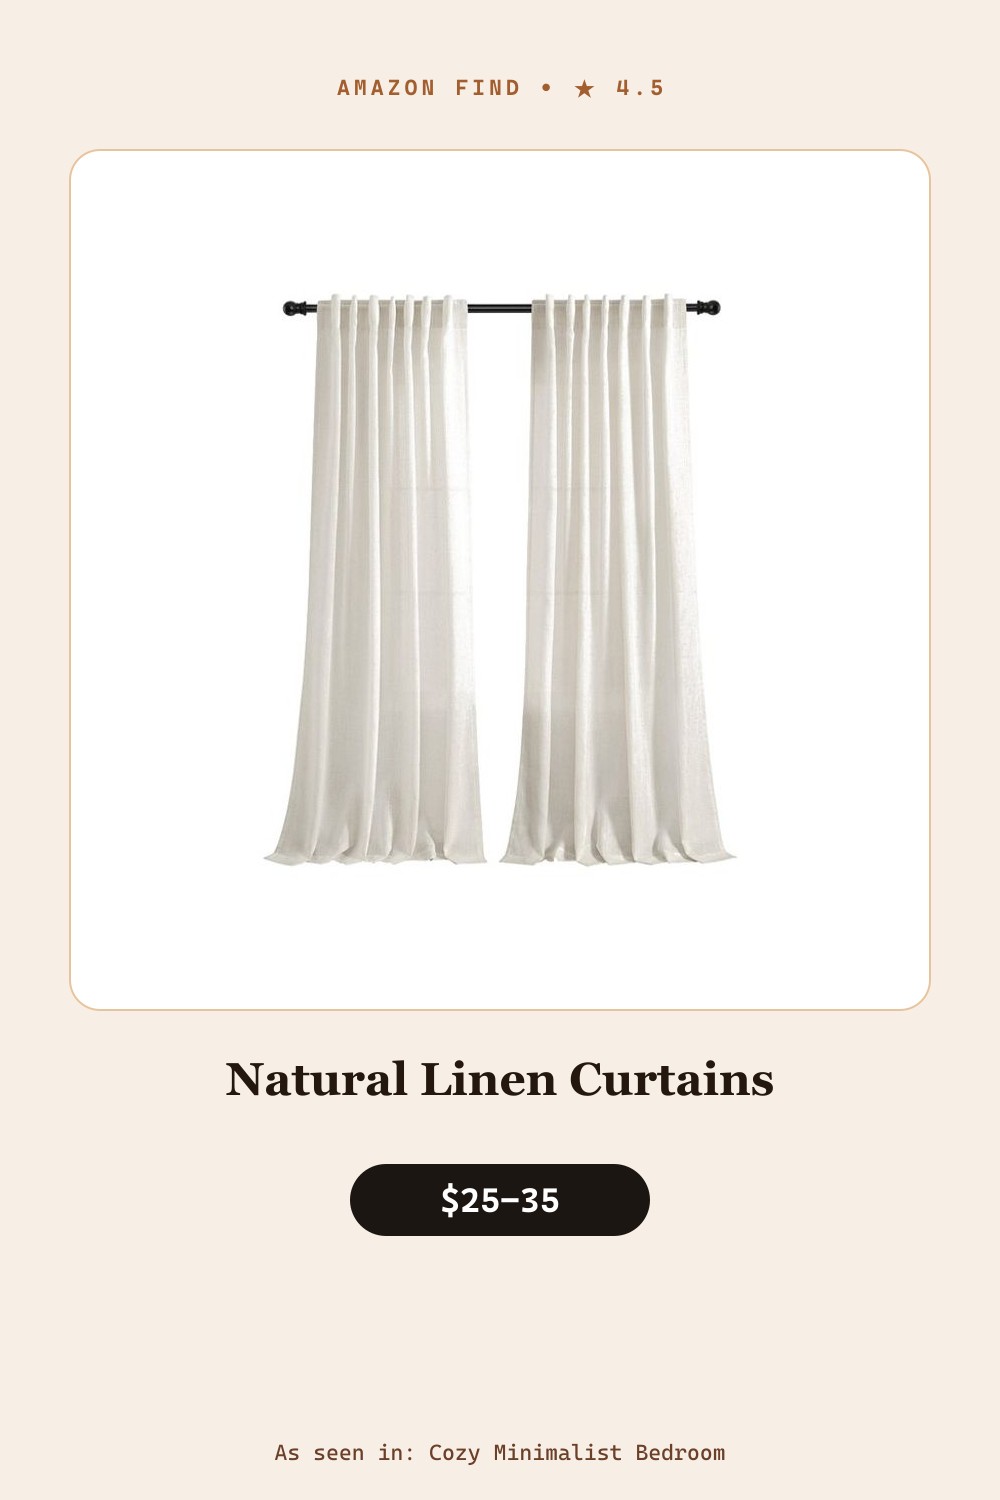 AMAZON FIND • ★ 4.5
Natural Linen Curtains
$25–35
As seen in: Cozy Minimalist Bedroom